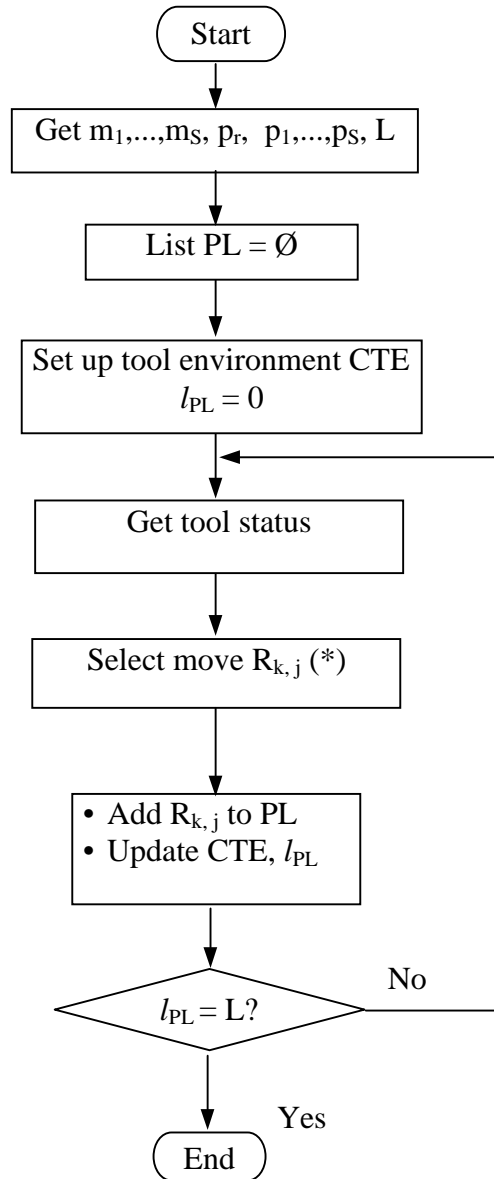 Start
Get m₁,...,mS, pᵣ, p₁,...,pS, L
List PL = Ø
Set up tool environment CTE
lPL = 0
Get tool status
Select move Rk, j (*)
• Add Rk, j to PL
• Update CTE, lPL
No
lPL = L?
Yes
End